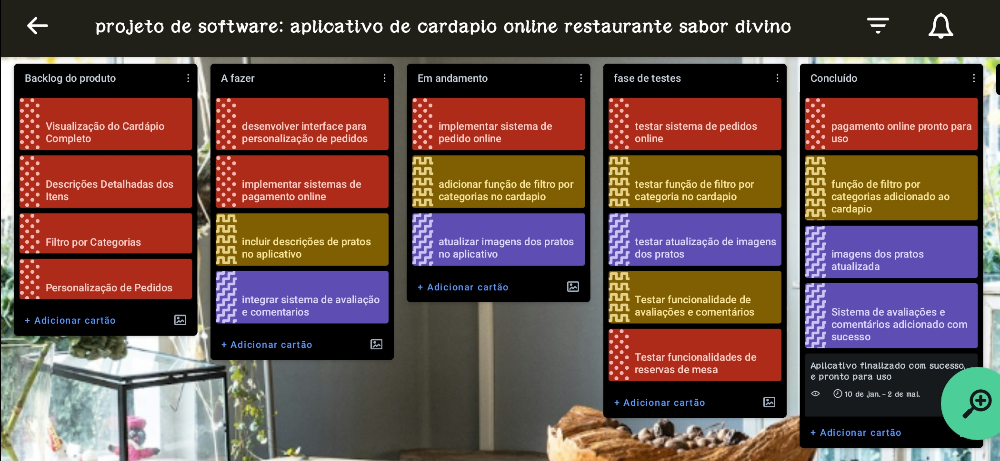 projeto de software: aplicativo de cardapio online restaurante sabor divino
Backlog do produto
Visualização do Cardápio
Completo
Descrições Detalhadas dos
Itens
Filtro por Categorias
Personalização de Pedidos
+ Adicionar cartão
A fazer
desenvolver interface para
personalização de pedidos
implementar sistemas de
pagamento online
incluir descrições de pratos
no aplicativo
integrar sistema de avaliação
e comentarios
+ Adicionar cartão
Em andamento
implementar sistema de
pedido online
adicionar função de filtro por
categorias no cardapio
atualizar imagens dos pratos
no aplicativo
+ Adicionar cartão
fase de testes
testar sistema de pedidos
online
testar função de filtro por
categoria no cardapio
testar atualização de imagens
dos pratos
Testar funcionalidade de
avaliações e comentários
Testar funcionalidades de
reservas de mesa
+ Adicionar cartão
Concluído
pagamento online pronto para
uso
função de filtro por
categorias adicionado ao
cardapio
imagens dos pratos
atualizada
Sistema de avaliações e
comentários adicionado com
sucesso
Aplicativo finalizado com sucesso,
e pronto para uso
10 de jan. - 2 de mai.
+ Adicionar cartão